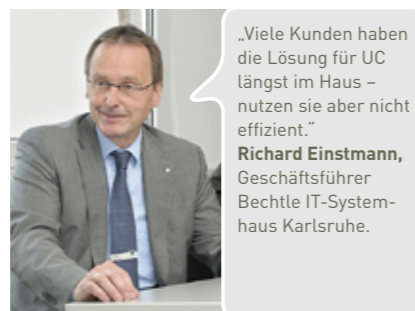 „Viele Kunden haben
die Lösung für UC
längst im Haus –
nutzen sie aber nicht
effizient.“
Richard Einstmann,
Geschäftsführer
Bechtle IT-System-
haus Karlsruhe.